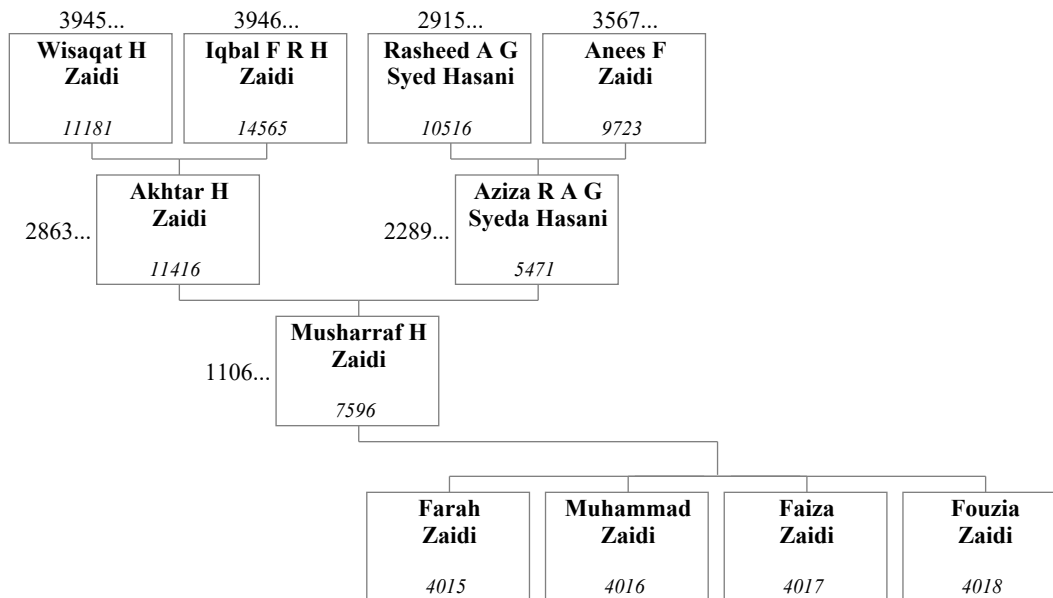 3945... 3946... 2915... 3567...
Wisaqat H Iqbal F R H Rasheed A G Anees F
Zaidi Zaidi Syed Hasani Zaidi
11181 14565 10516 9723
Akhtar H Aziza R A G
Zaidi Syeda Hasani
2863... 2289...
11416 5471
Musharraf H
Zaidi
1106...
7596
Farah Muhammad Faiza Fouzia
Zaidi Zaidi Zaidi Zaidi
4015 4016 4017 4018